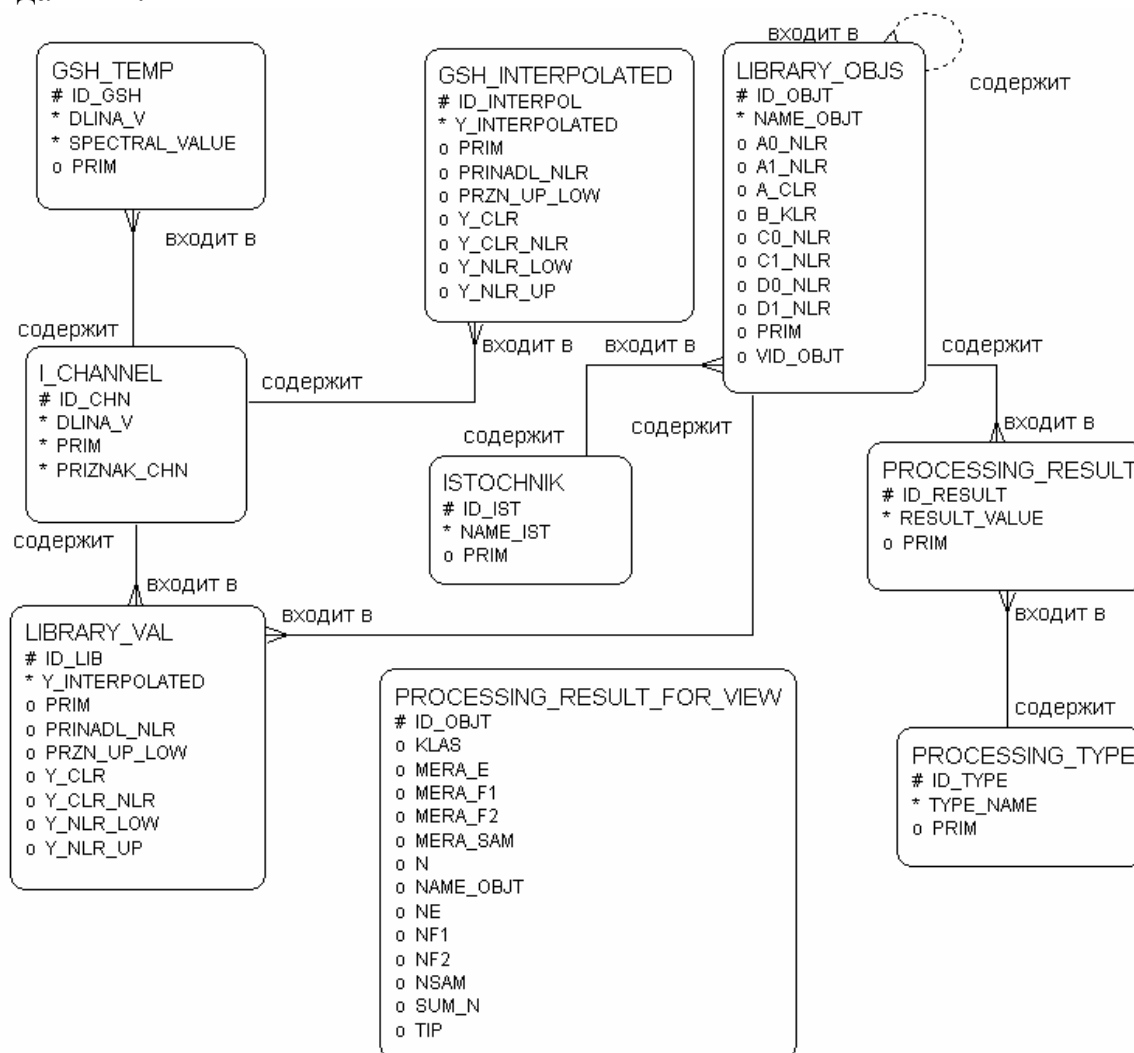 GSH_TEMP
# ID_GSH
* DLINA_V
* SPECTRAL_VALUE
o PRIM
входит в
содержит
GSH_INTERPOLATED
# ID_INTERPOL
* Y_INTERPOLATED
o PRIM
o PRINADL_NLR
o PRZN_UP_LOW
o Y_CLR
o Y_CLR_NLR
o Y_NLR_LOW
o Y_NLR_UP
входит в
содержит
LIBRARY_OBJS
# ID_OBJT
* NAME_OBJT
o A0_NLR
o A1_NLR
o A_CLR
o B_KLR
o C0_NLR
o C1_NLR
o D0_NLR
o D1_NLR
o PRIM
o VID_OBJT
содержит
I_CHANNEL
# ID_CHN
* DLINA_V
* PRIM
* PRIZNAK_CHN
содержит
входит в
входит в
содержит
содержит
содержит
входит в
ISTOCHNIK
# ID_IST
* NAME_IST
o PRIM
PROCESSING_RESULT
# ID_RESULT
* RESULT_VALUE
o PRIM
содержит
входит в
входит в
входит в
LIBRARY_VAL
# ID_LIB
* Y_INTERPOLATED
o PRIM
o PRINADL_NLR
o PRZN_UP_LOW
o Y_CLR
o Y_CLR_NLR
o Y_NLR_LOW
o Y_NLR_UP
PROCESSING_RESULT_FOR_VIEW
# ID_OBJT
o KLAS
o MERA_E
o MERA_F1
o MERA_F2
o MERA_SAM
o N
o NAME_OBJT
o NE
o NF1
o NF2
o NSAM
o SUM_N
o TIP
содержит
PROCESSING_TYPE
# ID_TYPE
* TYPE_NAME
o PRIM